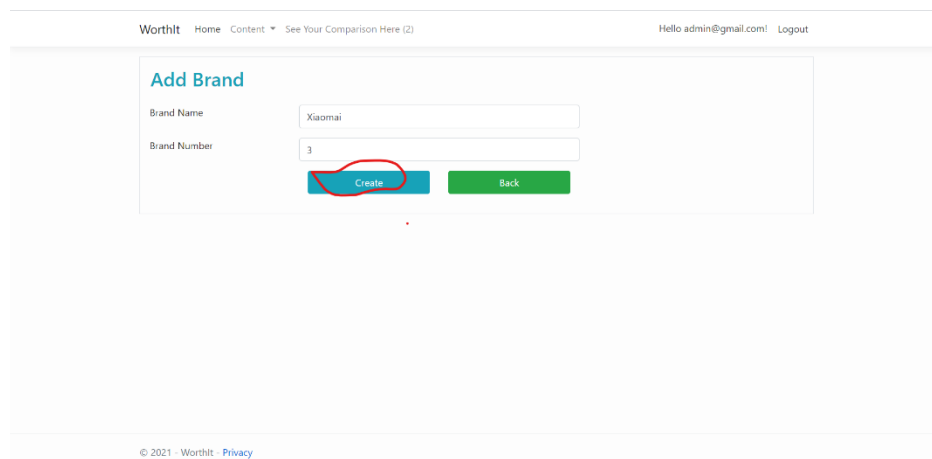 WorthIt Home Content See Your Comparison Here (2) Hello admin@gmail.com! Logout
Add Brand
Brand Name Xiaomai
Brand Number 3
Create Back
© 2021 - WorthIt - Privacy